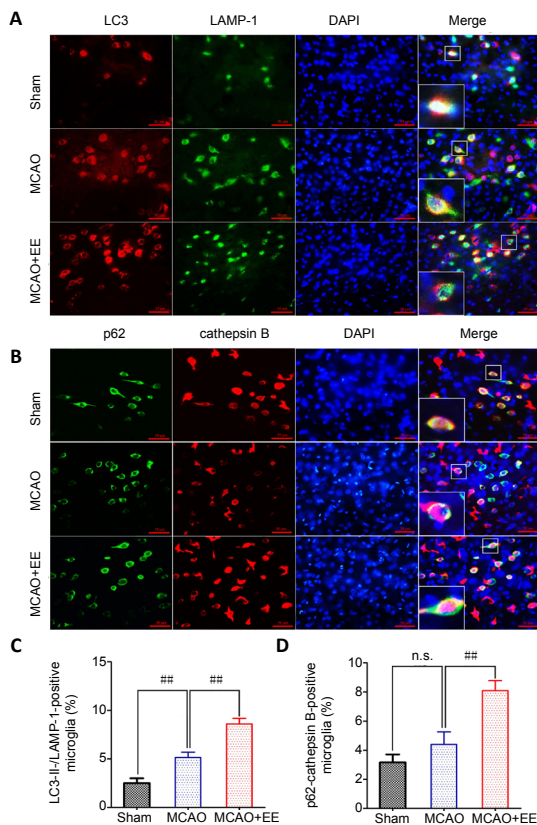 A
LC3 LAMP-1 DAPI Merge
Sham
MCAO
MCAO+EE
p62 cathepsin B DAPI Merge
B
Sham
MCAO
MCAO+EE
C
LC3-II-/LAMP-1-positive
microglia (%)
15
10
5
0
## ##
Sham MCAO MCAO+EE
D
p62-cathepsin B-positive
microglia (%)
10
8
6
4
2
0
n.s. ##
Sham MCAO MCAO+EE